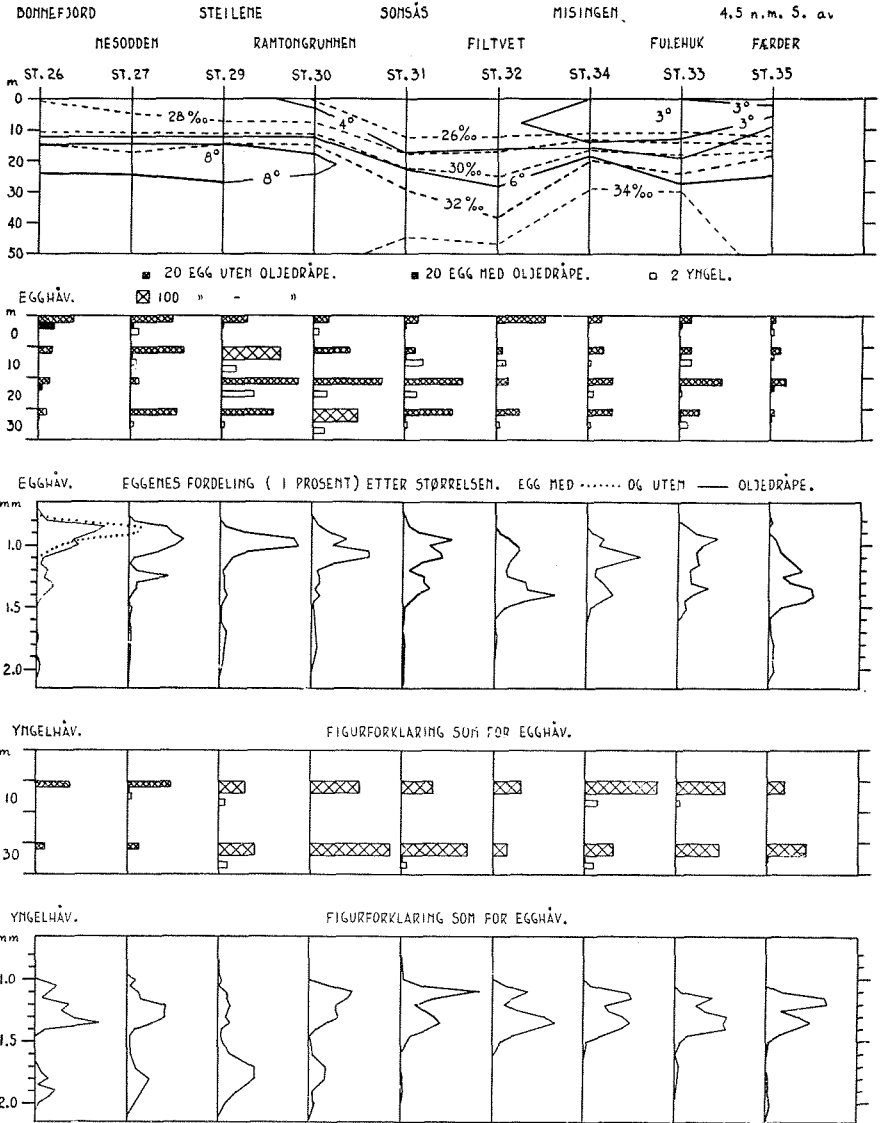 BONNEFJORD STEILENE SONSÅS MISINGEN 4,5 n.m. S. av
NESODDEN RAMTONGRUNNEN FILTVET FULEHUK FÆRDER
m ST.26 ST.27 ST.29 ST.30 ST.31 ST.32 ST.34 ST.33 ST.35
0
10
20
30
40
50
28‰ 4° 26‰ 3° 3° 3°
8° 8° 30‰ 6° 32‰ 34‰
20 EGG UTEN OLJEDRÅPE. 20 EGG MED OLJEDRÅPE. 2 YNGEL.
EGGHÅV. 100 " - "
m
0
10
20
30
EGGHÅV. EGGENES FORDELING ( I PROSENT) ETTER STØRRELSEN. EGG MED ....... OG UTEN —— OLJEDRÅPE.
mm
1.0
1.5
2.0
YNGELHÅV. FIGURFORKLARING SOM FOR EGGHÅV.
m
10
30
YNGELHÅV. FIGURFORKLARING SOM FOR EGGHÅV.
mm
1.0
1.5
2.0